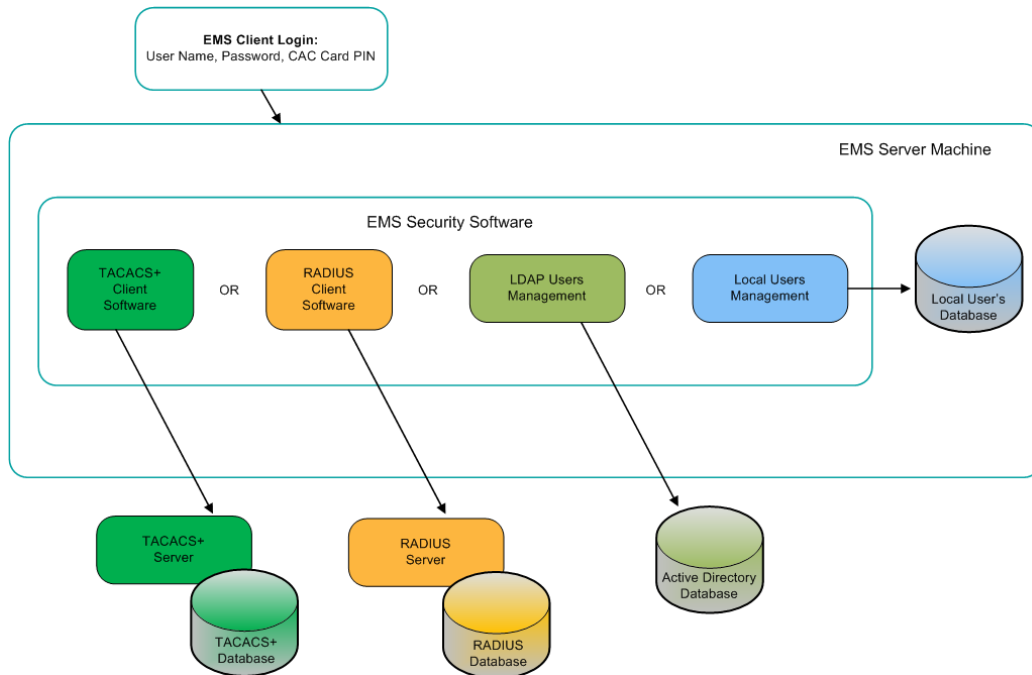 EMS Client Login:
User Name, Password, CAC Card PIN
EMS Server Machine
EMS Security Software
TACACS+
Client
Software
OR
RADIUS
Client
Software
OR
LDAP Users
Management
OR
Local Users
Management
Local User's
Database
TACACS+
Server
TACACS+
Database
RADIUS
Server
RADIUS
Database
Active Directory
Database